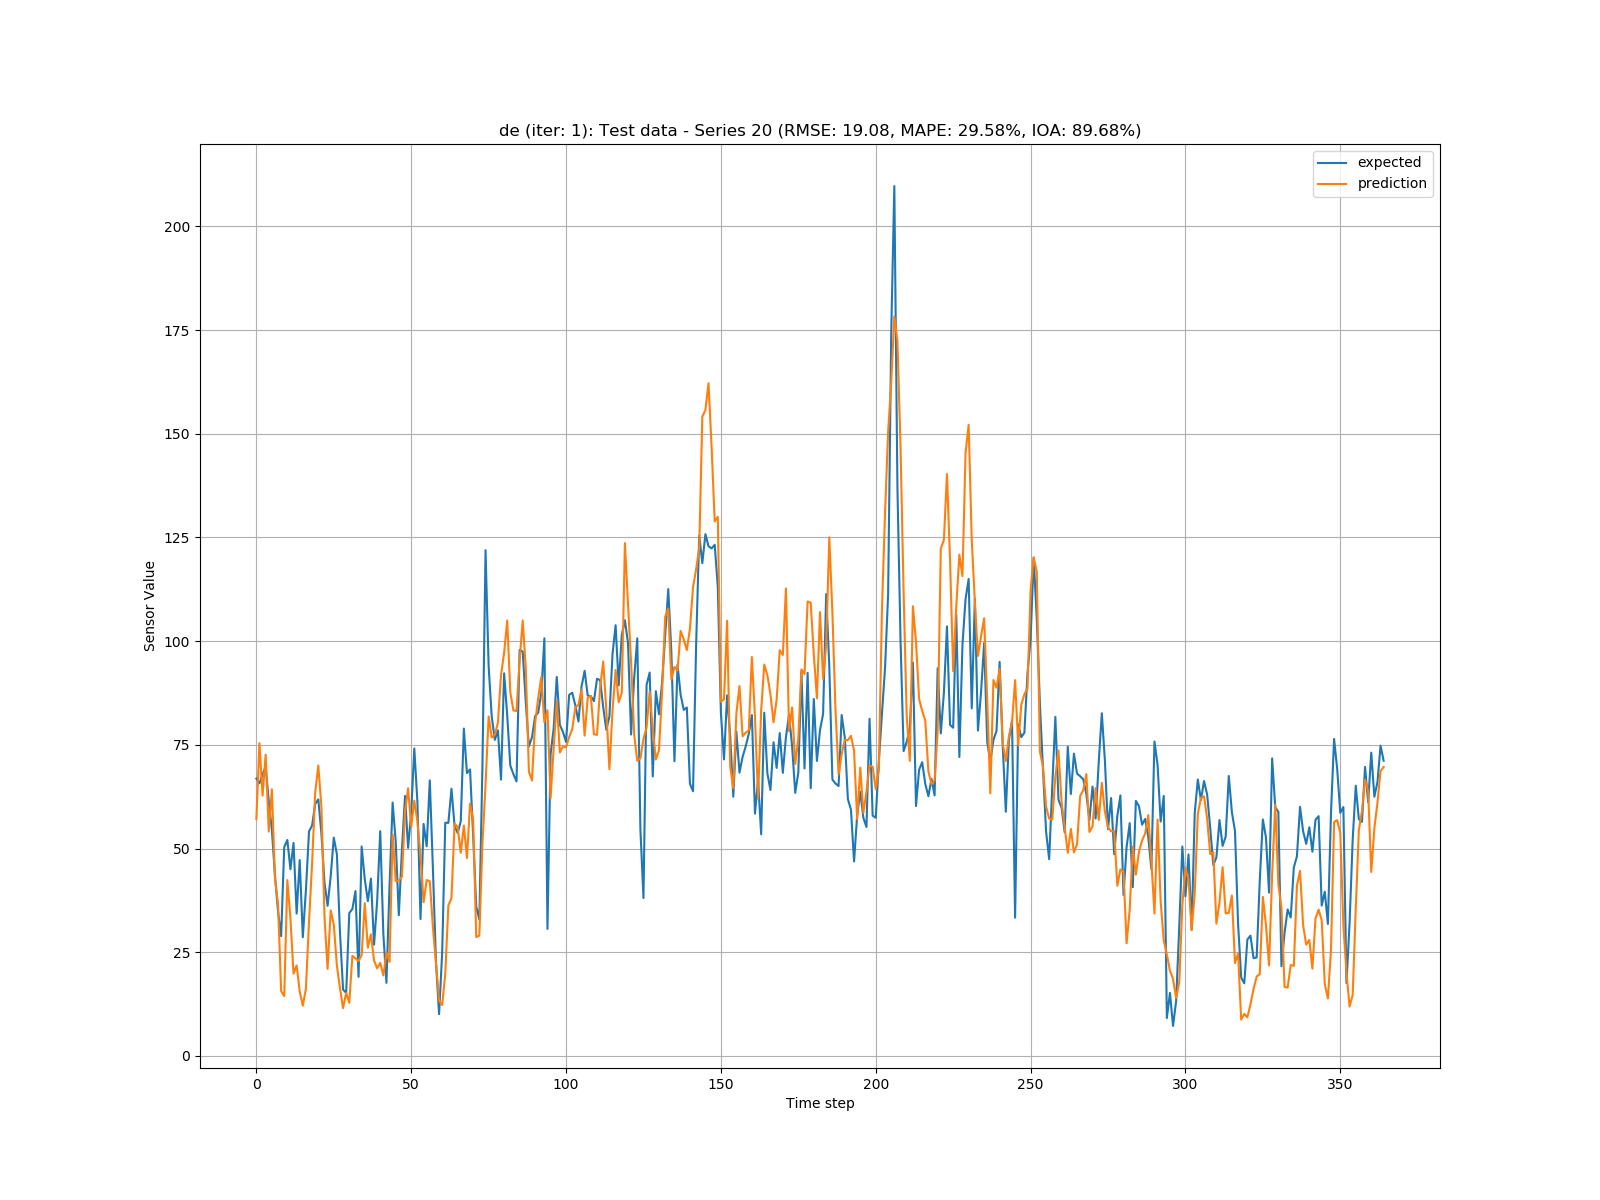 de (iter: 1): Test data - Series 20 (RMSE: 19.08, MAPE: 29.58%, IOA: 89.68%)
expected
prediction
200
175
150
125
100
75
50
25
0
Sensor Value
0 50 100 150 200 250 300 350
Time step